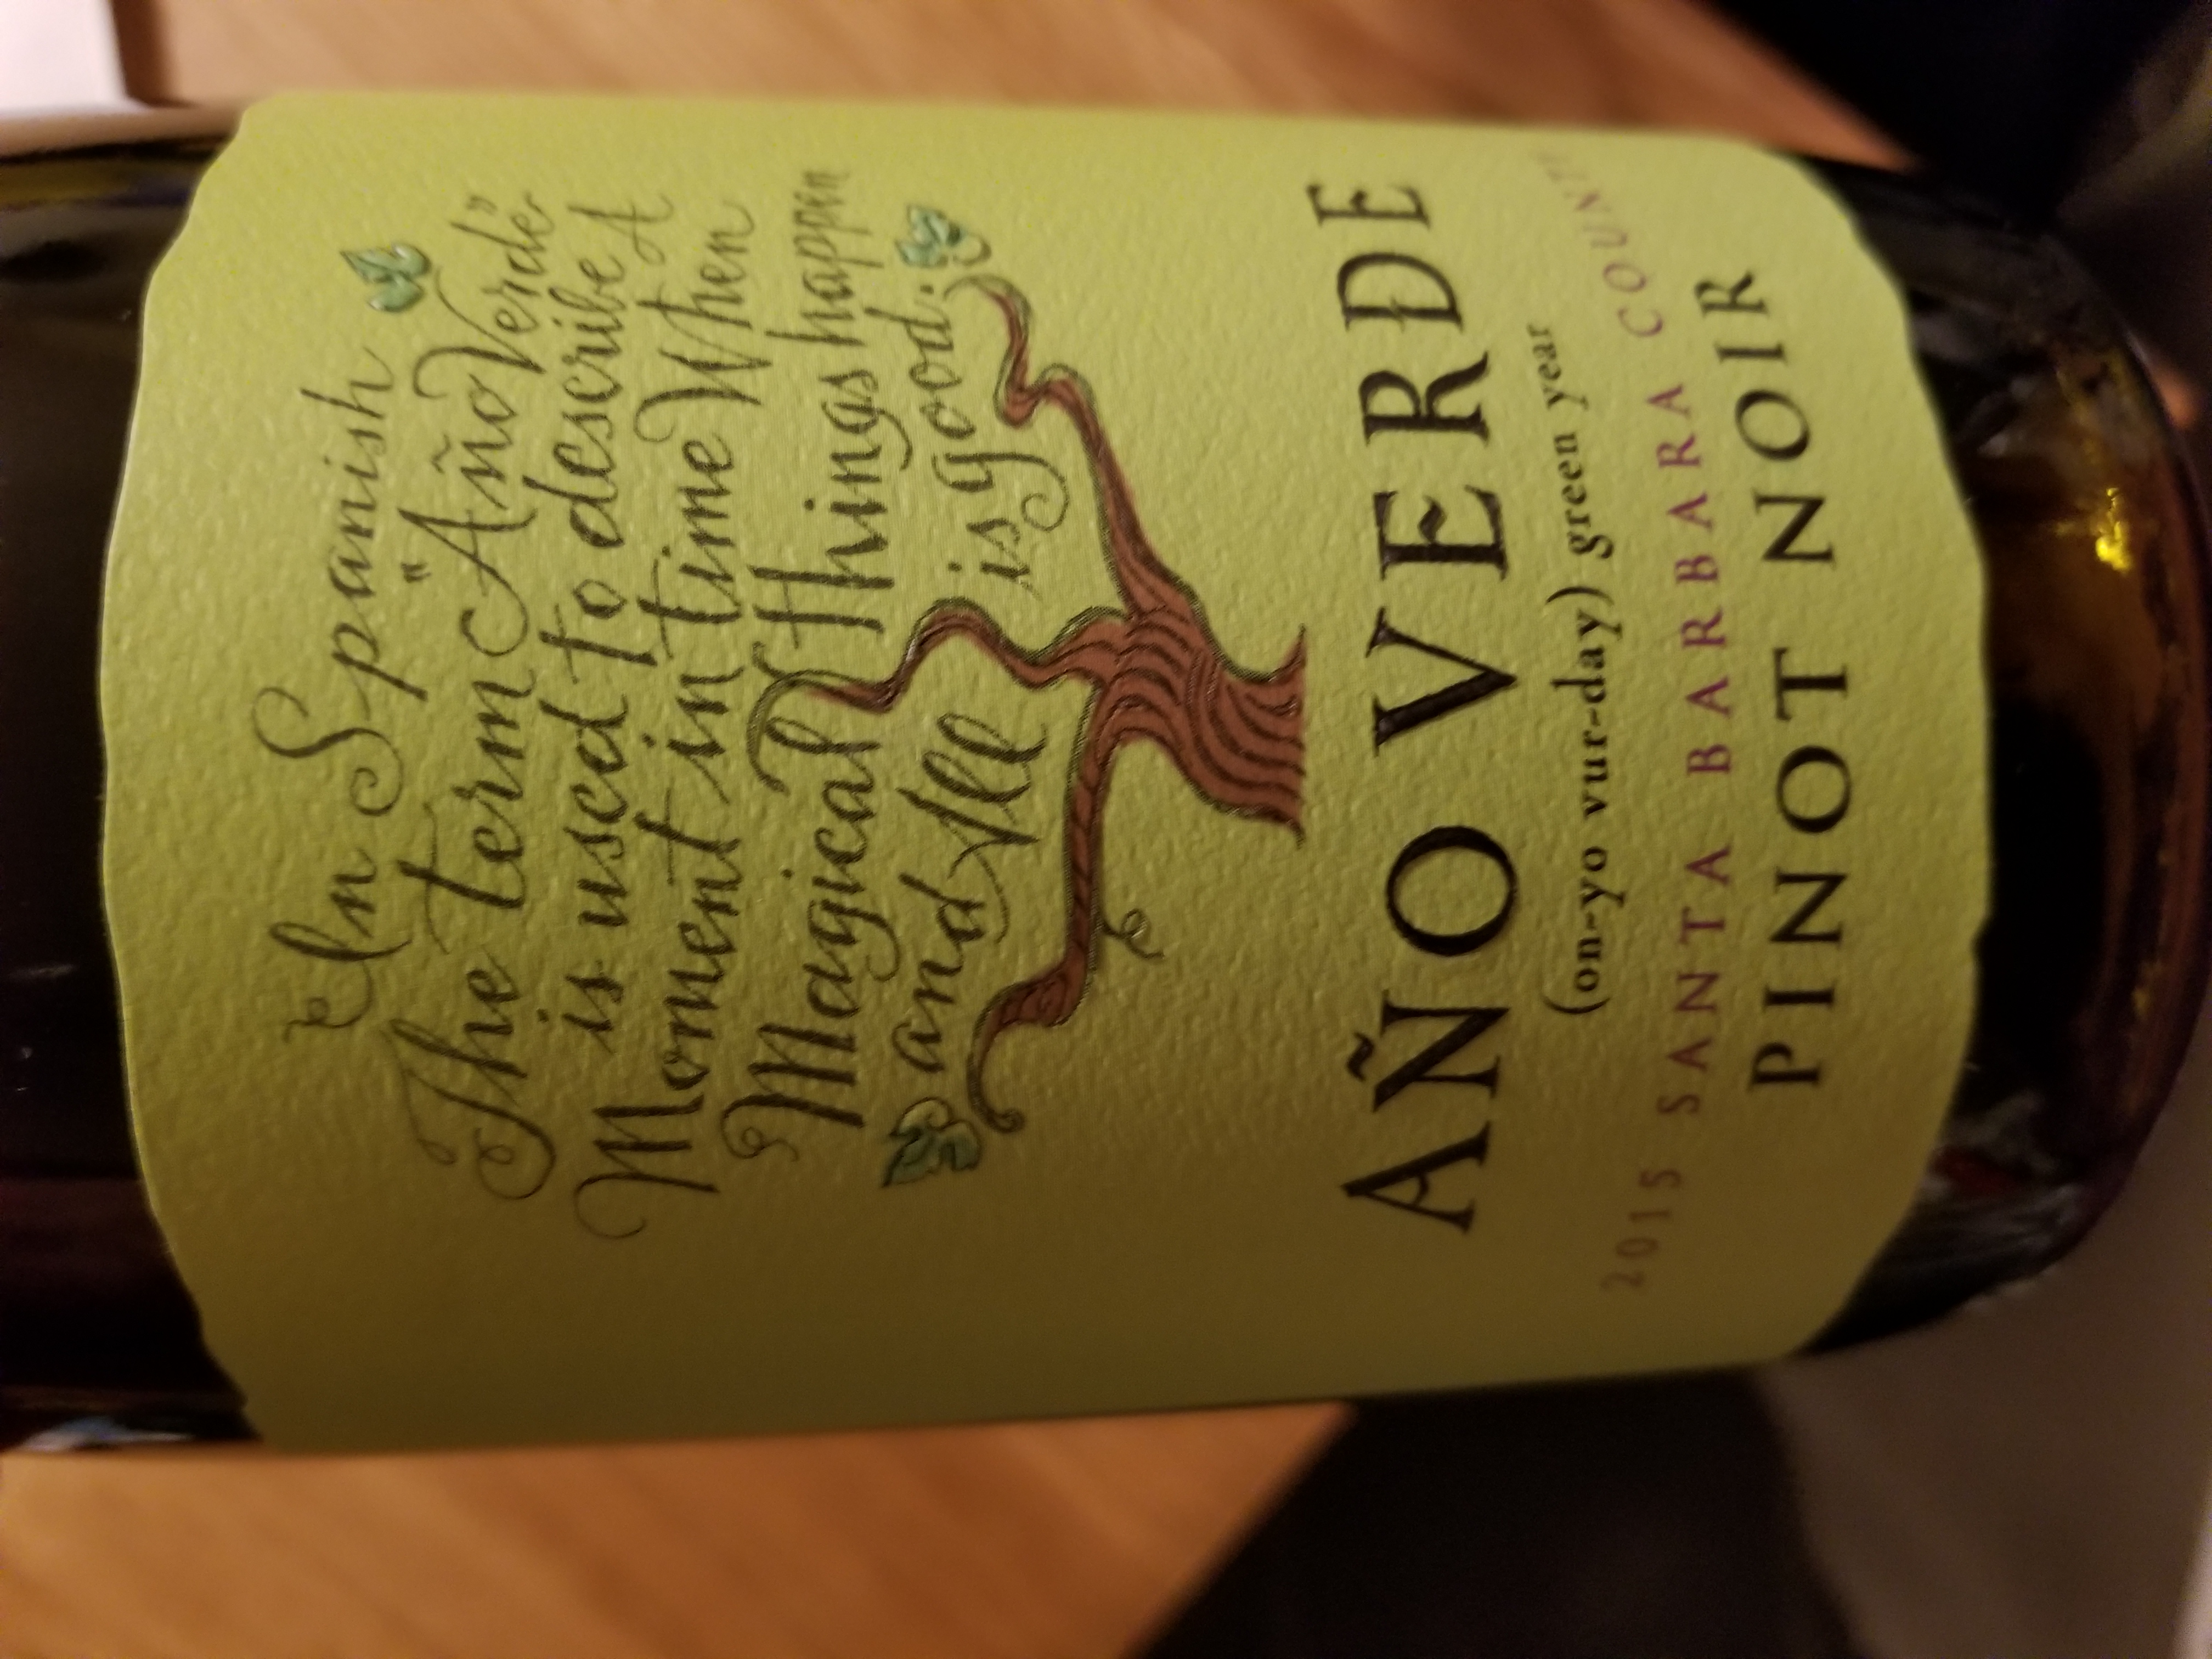 In Spanish
The term "Año Verde"
is used to describe A
Moment in time When
Magical Things happen
and All is good.
AÑO VERDE
(on-yo vur-day) green year
2015 SANTA BARBARA COUNTY
PINOT NOIR